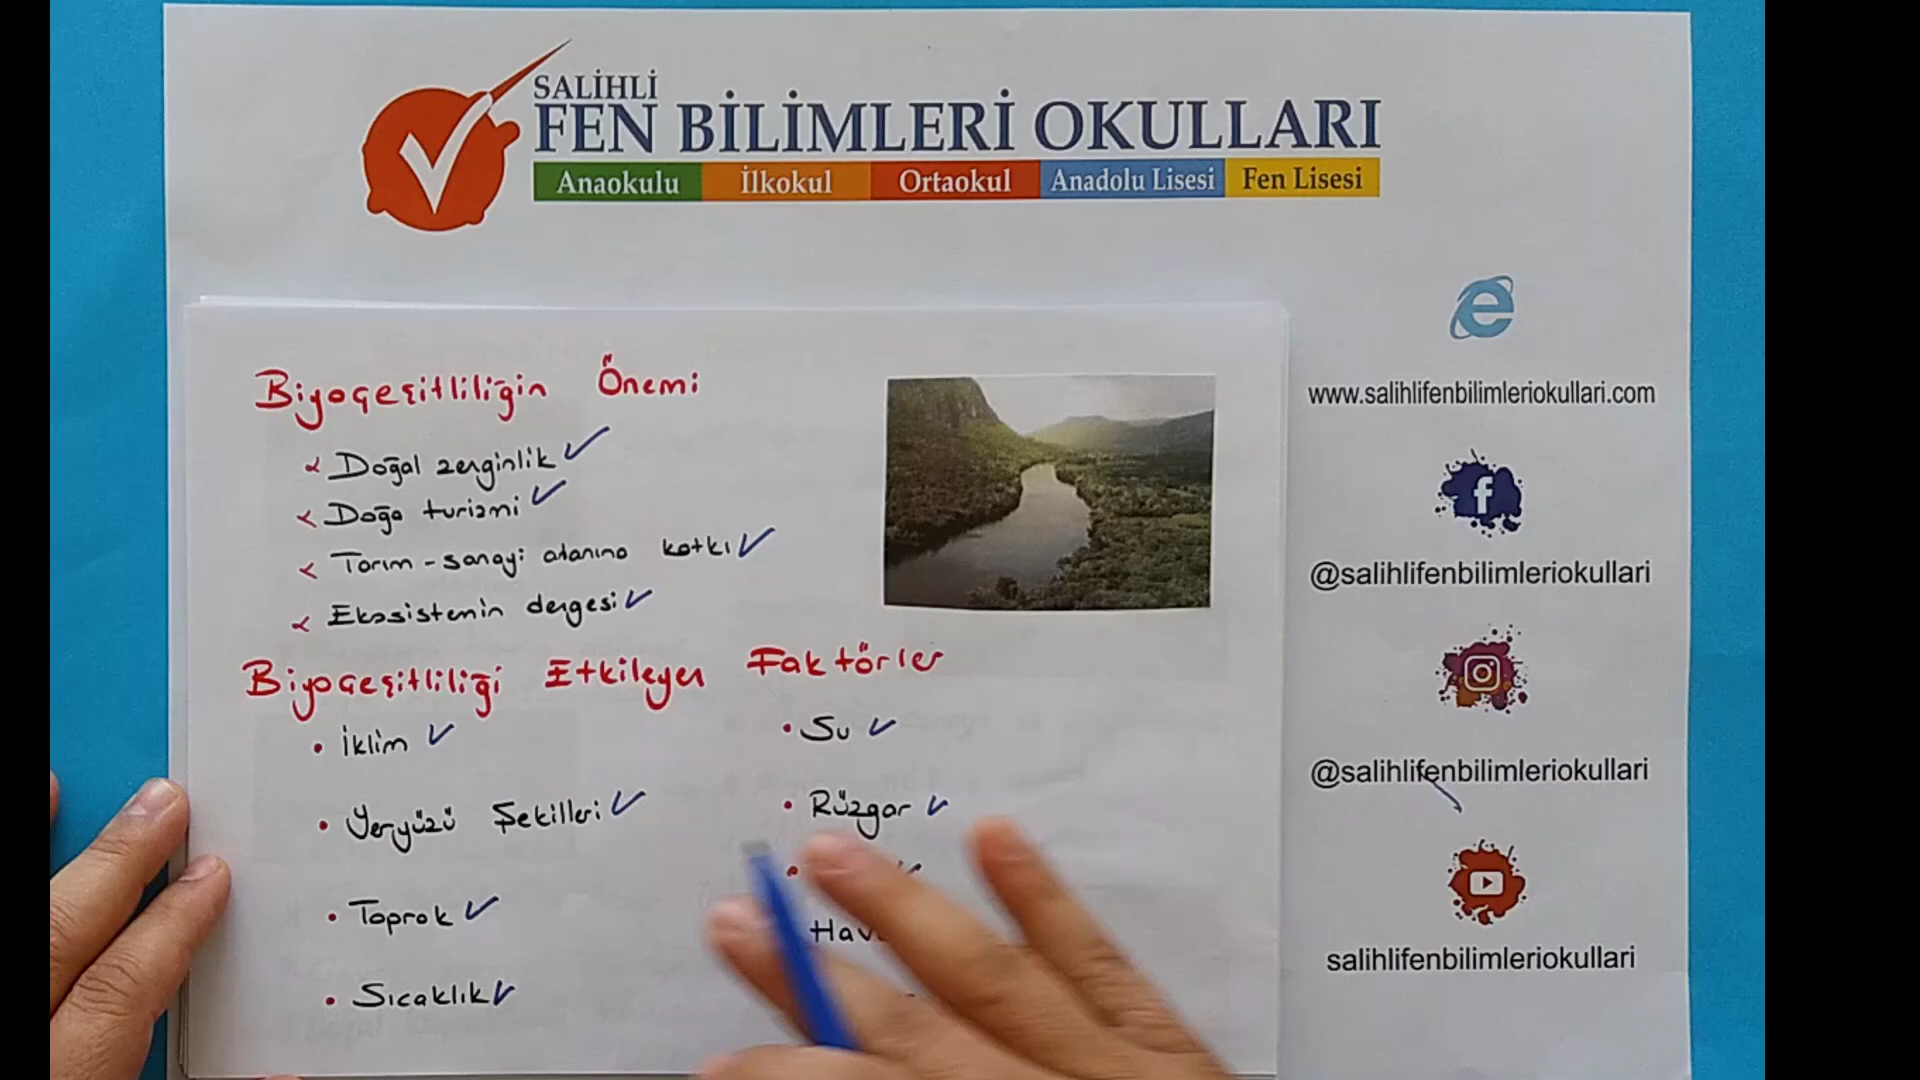 SALİHLİ
FEN BİLİMLERİ OKULLARI
Anaokulu İlkokul Ortaokul Anadolu Lisesi Fen Lisesi
Biyoçeşitliliğin Önemi
Doğal zenginlik
Doğa turizmi
Tarım - sanayi alanına katkı
Ekosistemin dengesi
Biyoçeşitliliği Etkileyen Faktörler
• İklim
• Yeryüzü Şekilleri
• Toprak
• Sıcaklık
• Su
• Rüzgar
www.salihlifenbilimleriokullari.com
@salihlifenbilimleriokullari
@salihlifenbilimleriokullari
salihlifenbilimleriokullari